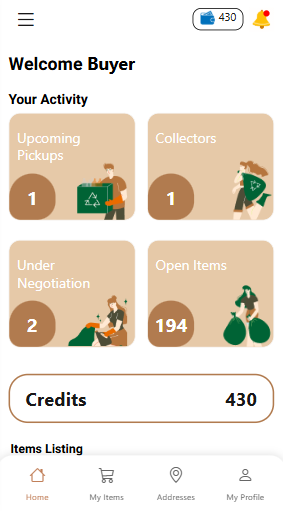 430
Welcome Buyer
Your Activity
Upcoming
Pickups
1
Collectors
1
Under
Negotiation
2
Open Items
194
Credits 430
Items Listing
Home My Items Addresses My Profile